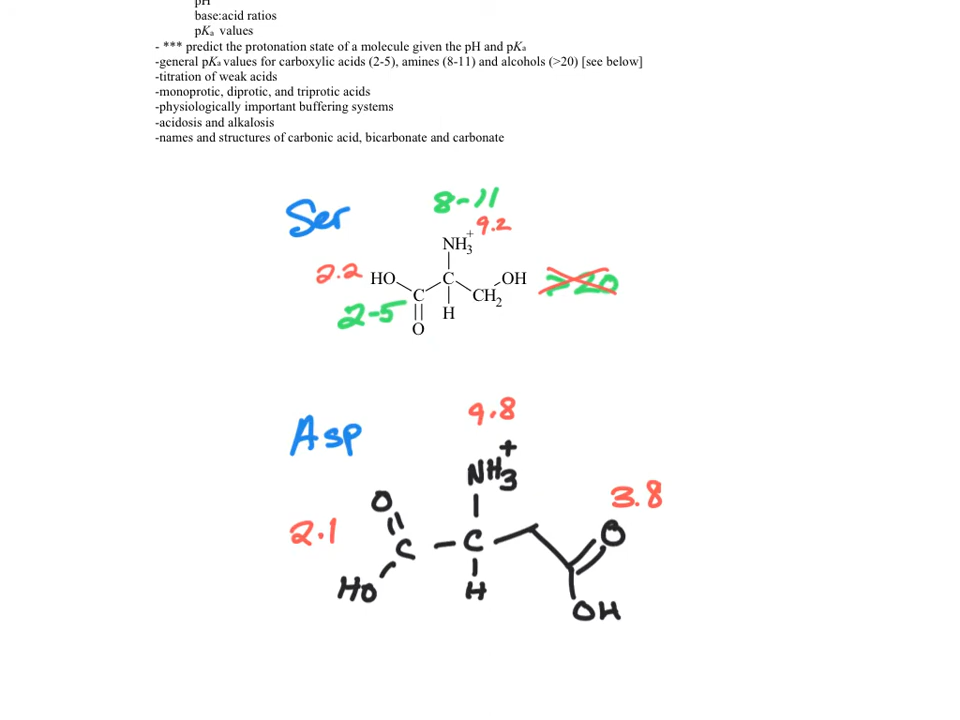 pH
base:acid ratios
pKa values
- *** predict the protonation state of a molecule given the pH and pKa
-general pKa values for carboxylic acids (2-5), amines (8-11) and alcohols (>20) [see below]
-titration of weak acids
-monoprotic, diprotic, and triprotic acids
-physiologically important buffering systems
-acidosis and alkalosis
-names and structures of carbonic acid, bicarbonate and carbonate
Ser
8-11
9.2
NH3+
2.2 HO C OH >20
2-5 C CH2
H
O
Asp
9.8
NH3+
O 3.8
2.1 C C O
HO H
OH